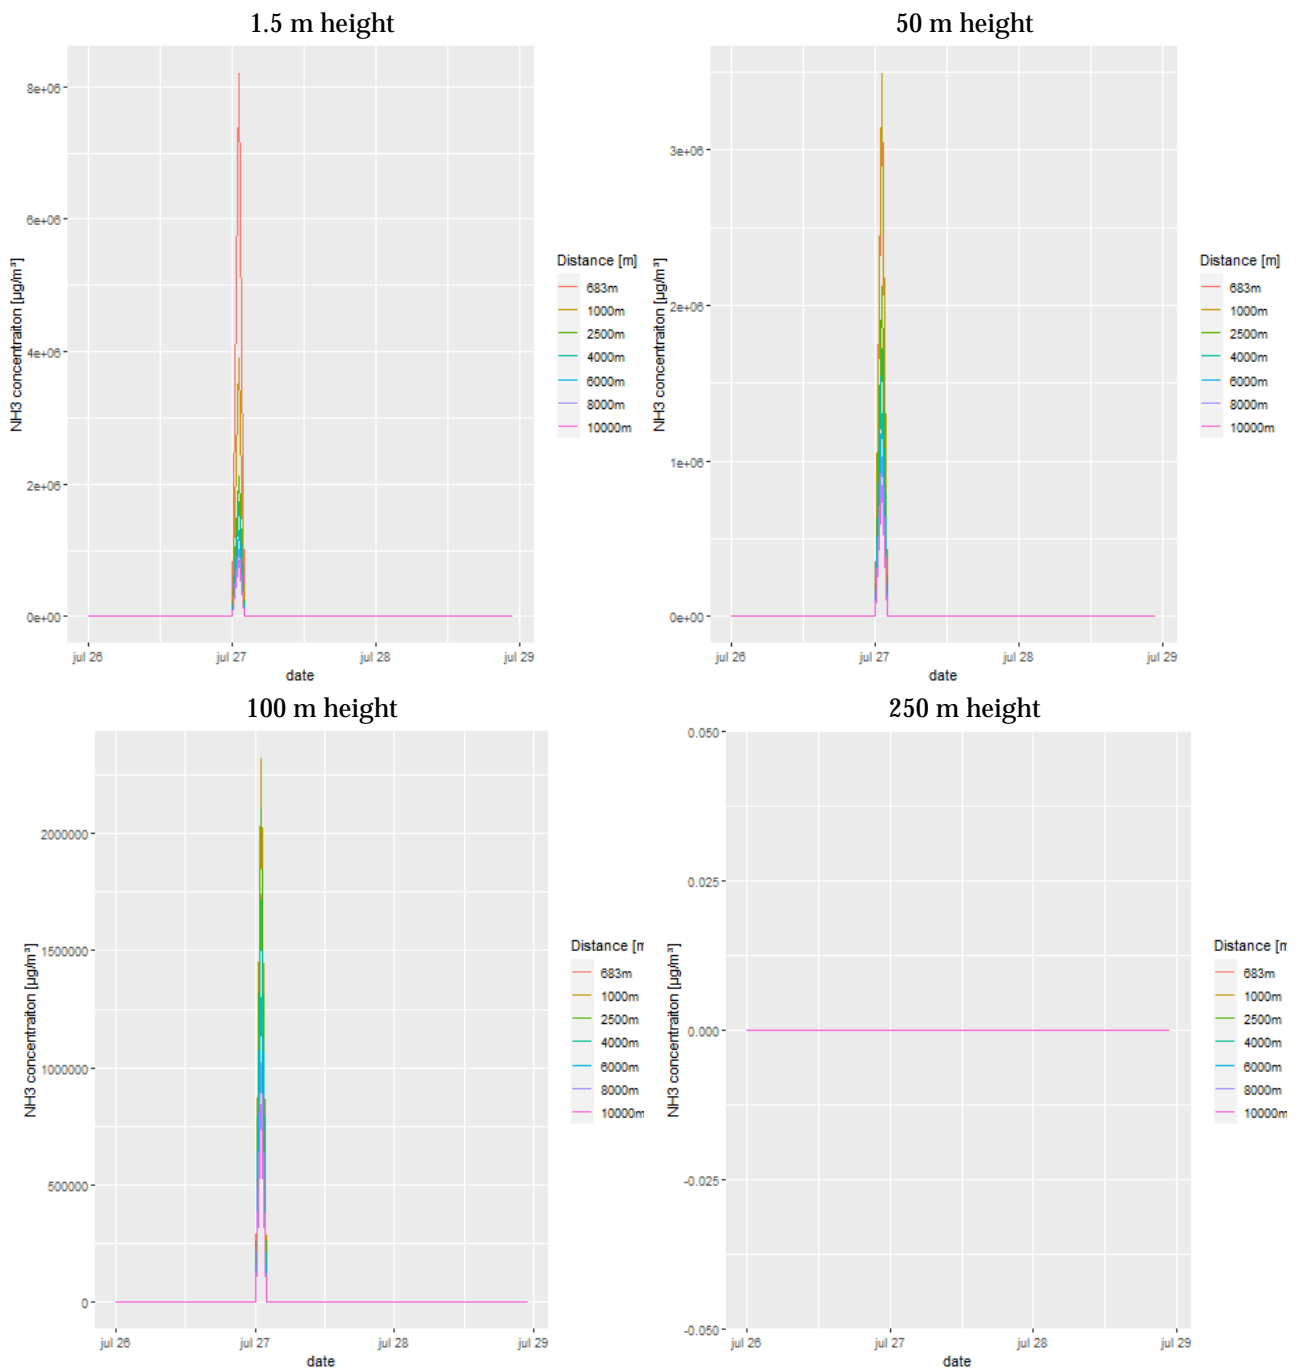 1.5 m height
8e+06
6e+06
4e+06
2e+06
0e+00
NH3 concentraiton [µg/m³]
jul 26
jul 27
jul 28
jul 29
date
Distance [m]
683m
1000m
2500m
4000m
6000m
8000m
10000m
50 m height
3e+06
2e+06
1e+06
0e+00
NH3 concentraiton [µg/m³]
jul 26
jul 27
jul 28
jul 29
date
Distance [m]
683m
1000m
2500m
4000m
6000m
8000m
10000m
100 m height
2000000
1500000
1000000
500000
0
NH3 concentraiton [µg/m³]
jul 26
jul 27
jul 28
jul 29
date
Distance [m
683m
1000m
2500m
4000m
6000m
8000m
10000m
250 m height
0.050
0.025
0.000
-0.025
-0.050
NH3 concentraiton [µg/m³]
jul 26
jul 27
jul 28
jul 29
date
Distance [m
683m
1000m
2500m
4000m
6000m
8000m
10000m